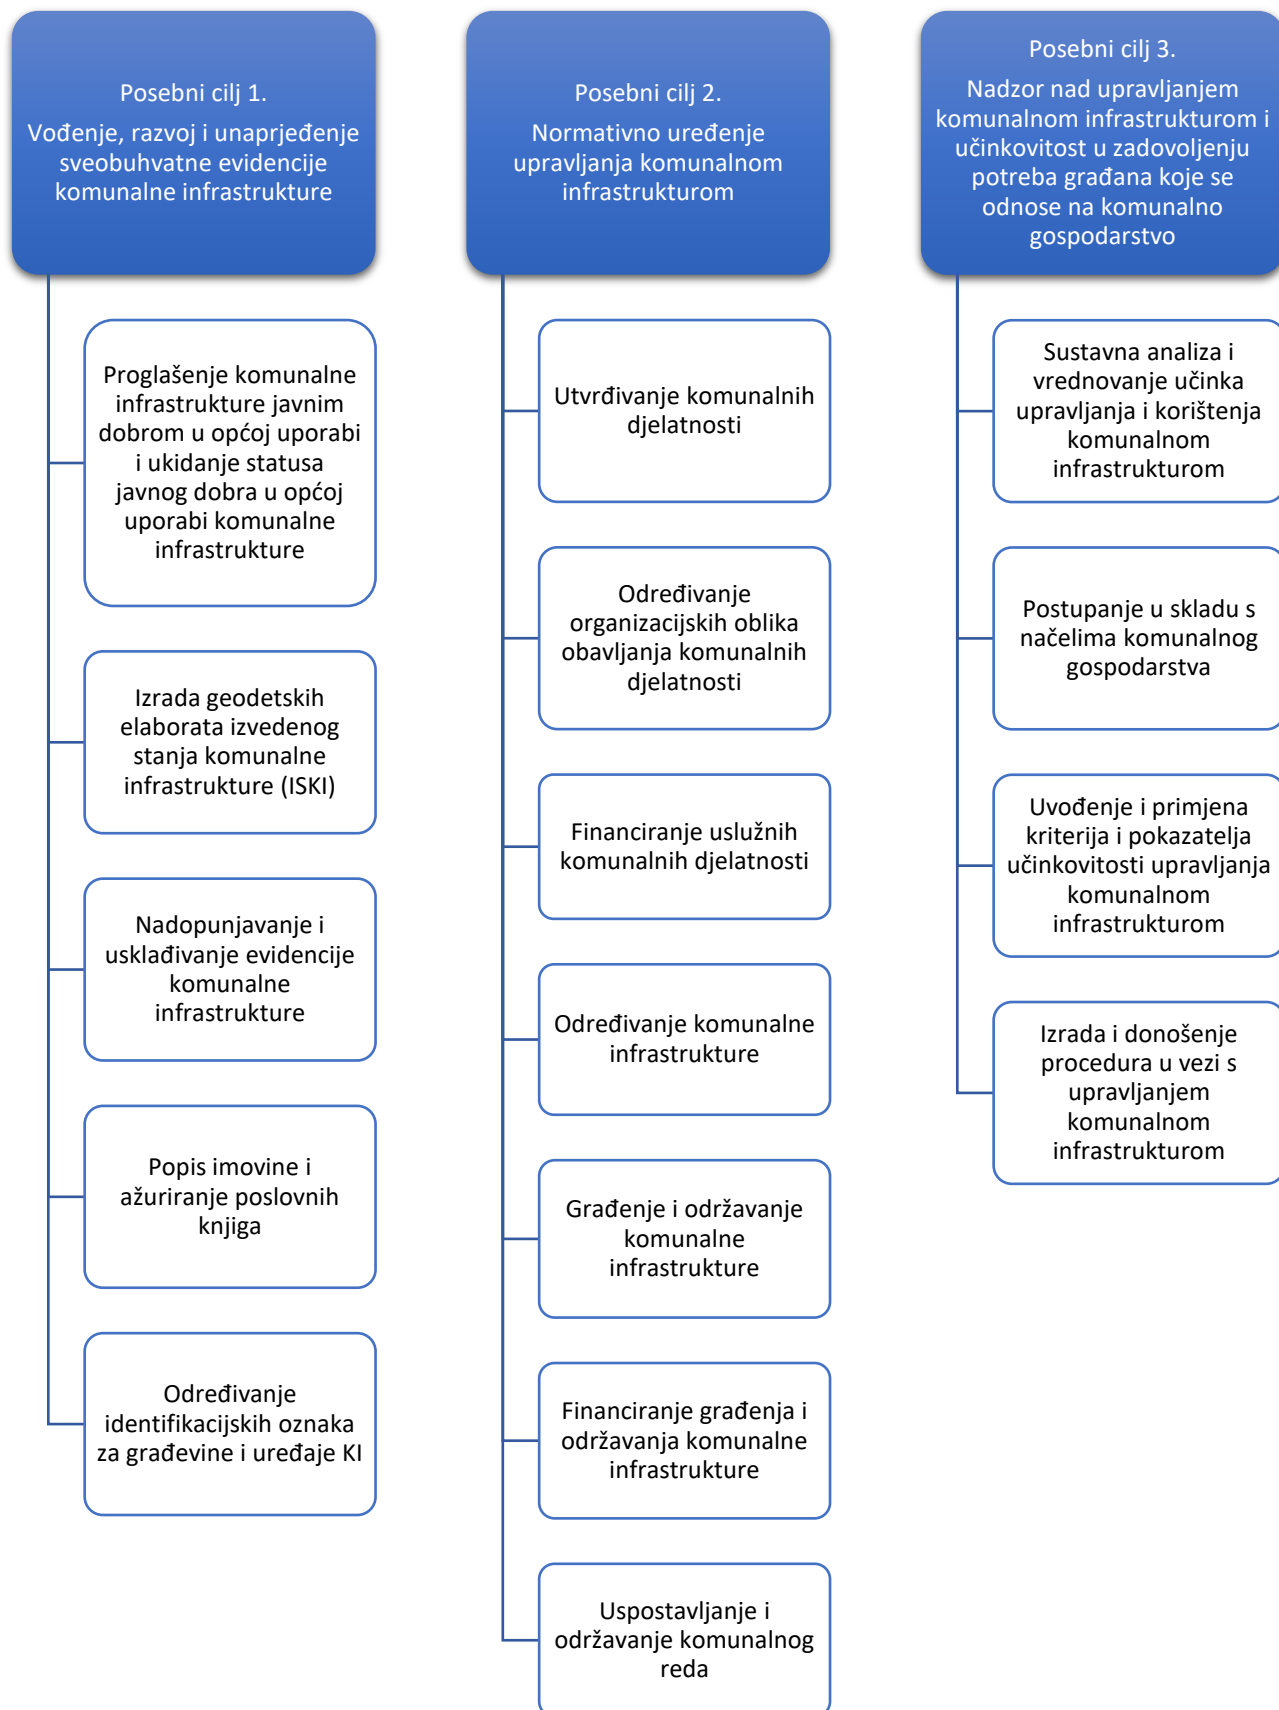 Posebni cilj 1.
Vođenje, razvoj i unaprjeđenje
sveobuhvatne evidencije
komunalne infrastrukture
Proglašenje komunalne
infrastrukture javnim
dobrom u općoj uporabi
i ukidanje statusa
javnog dobra u općoj
uporabi komunalne
infrastrukture
Izrada geodetskih
elaborata izvedenog
stanja komunalne
infrastrukture (ISKI)
Nadopunjavanje i
usklađivanje evidencije
komunalne
infrastrukture
Popis imovine i
ažuriranje poslovnih
knjiga
Određivanje
identifikacijskih oznaka
za građevine i uređaje KI
Posebni cilj 2.
Normativno uređenje
upravljanja komunalnom
infrastrukturom
Utvrđivanje komunalnih
djelatnosti
Određivanje
organizacijskih oblika
obavljanja komunalnih
djelatnosti
Financiranje uslužnih
komunalnih djelatnosti
Određivanje komunalne
infrastrukture
Građenje i održavanje
komunalne
infrastrukture
Financiranje građenja i
održavanja komunalne
infrastrukture
Uspostavljanje i
održavanje komunalnog
reda
Posebni cilj 3.
Nadzor nad upravljanjem
komunalnom infrastrukturom i
učinkovitost u zadovoljenju
potreba građana koje se
odnose na komunalno
gospodarstvo
Sustavna analiza i
vrednovanje učinka
upravljanja i korištenja
komunalnom
infrastrukturom
Postupanje u skladu s
načelima komunalnog
gospodarstva
Uvođenje i primjena
kriterija i pokazatelja
učinkovitosti upravljanja
komunalnom
infrastrukturom
Izrada i donošenje
procedura u vezi s
upravljanjem
komunalnom
infrastrukturom